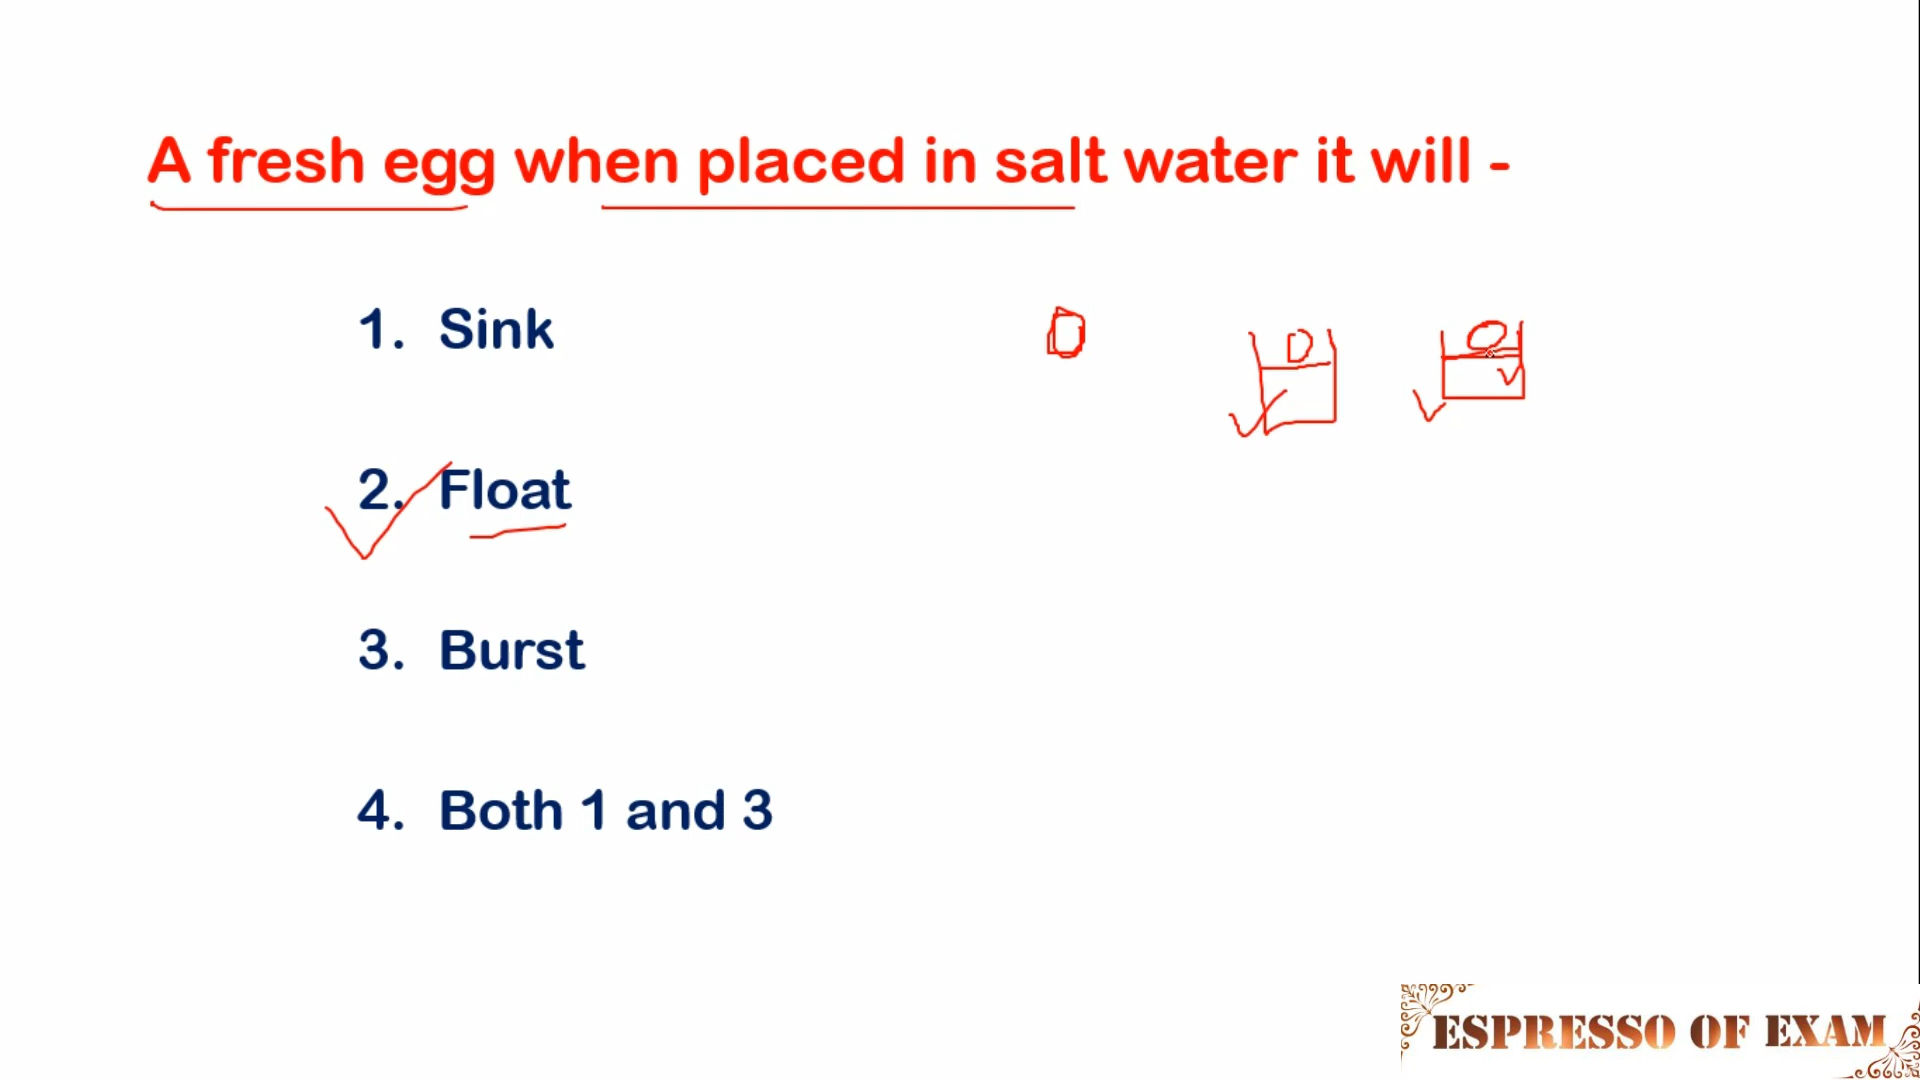 A fresh egg when placed in salt water it will -
1. Sink
2. Float
3. Burst
4. Both 1 and 3
ESPRESSO OF EXAM